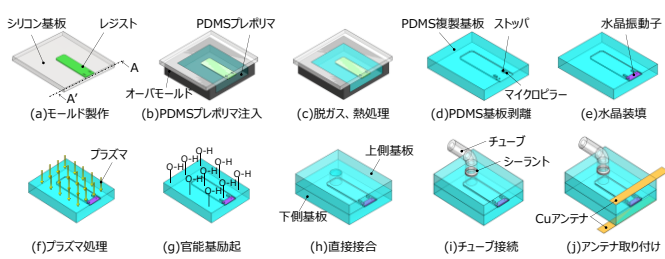 シリコン基板
レジスト
A
A'
(a)モールド製作
PDMSプレポリマ
オーバモールド
(b)PDMSプレポリマ注入
(c)脱ガス、熱処理
PDMS複製基板
ストッパ
マイクロピラー
(d)PDMS基板剥離
水晶振動子
(e)水晶装填
プラズマ
(f)プラズマ処理
O-H
O-H O-H
O-H O-H
O-H O-H
O-H O-H
(g)官能基励起
上側基板
下側基板
(h)直接接合
チューブ
シーラント
(i)チューブ接続
Cuアンテナ
(j)アンテナ取り付け